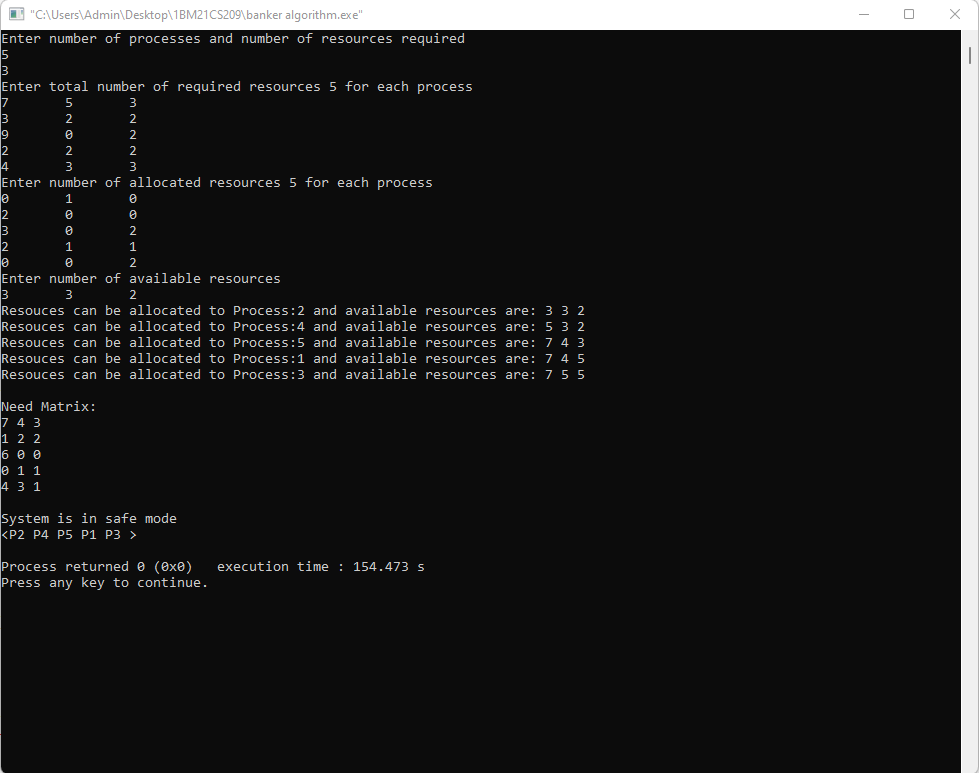 "C:\Users\Admin\Desktop\1BM21CS209\banker algorithm.exe"
Enter number of processes and number of resources required
5
3
Enter total number of required resources 5 for each process
7 5 3
3 2 2
9 0 2
2 2 2
4 3 3
Enter number of allocated resources 5 for each process
0 1 0
2 0 0
3 0 2
2 1 1
0 0 2
Enter number of available resources
3 3 2
Resouces can be allocated to Process:2 and available resources are: 3 3 2
Resouces can be allocated to Process:4 and available resources are: 5 3 2
Resouces can be allocated to Process:5 and available resources are: 7 4 3
Resouces can be allocated to Process:1 and available resources are: 7 4 5
Resouces can be allocated to Process:3 and available resources are: 7 5 5
Need Matrix:
7 4 3
1 2 2
6 0 0
0 1 1
4 3 1
System is in safe mode
<P2 P4 P5 P1 P3 >
Process returned 0 (0x0) execution time : 154.473 s
Press any key to continue.